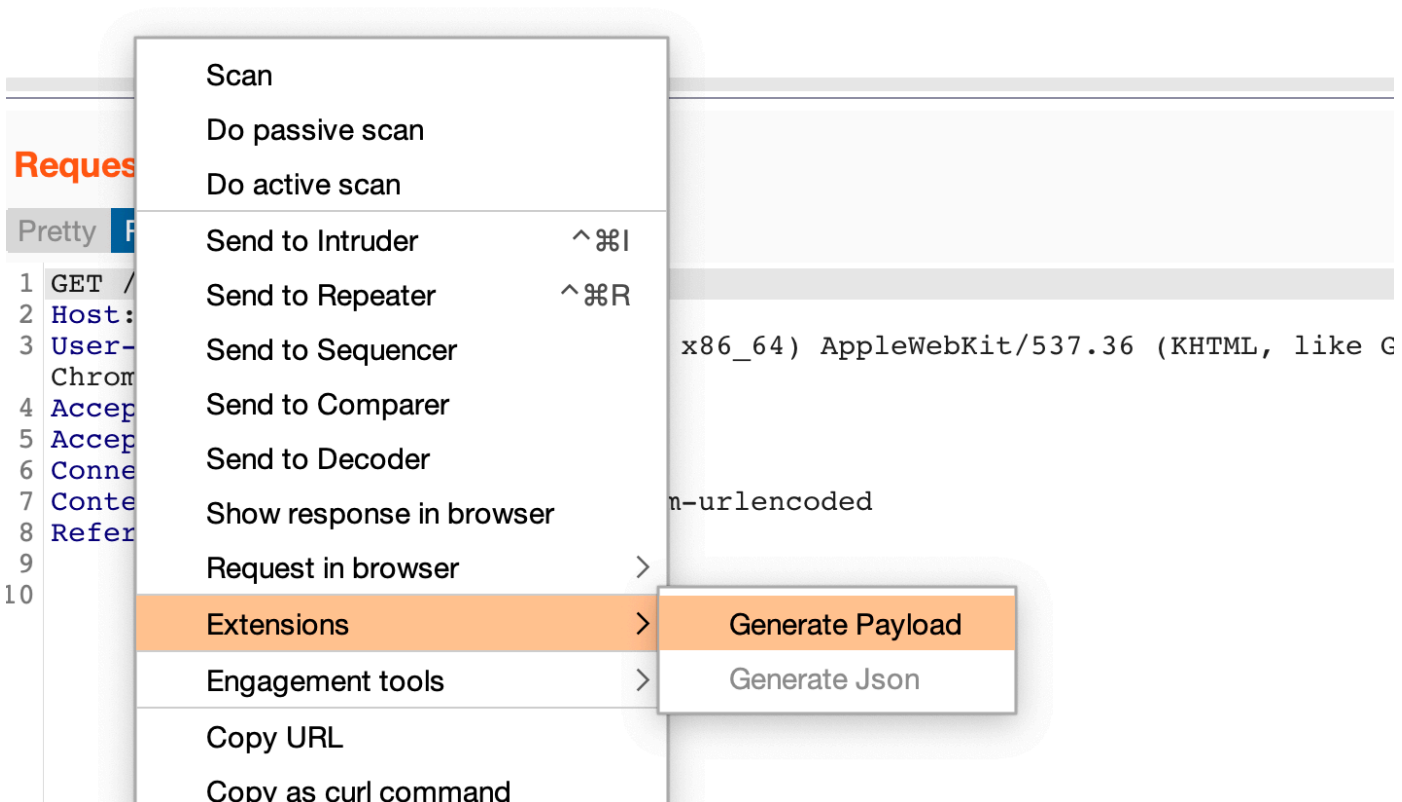 Scan
Do passive scan
Do active scan
Send to Intruder ^⌘I
Send to Repeater ^⌘R
Send to Sequencer
Send to Comparer
Send to Decoder
Show response in browser
Request in browser >
Extensions >
Engagement tools >
Copy URL
Copy as curl command
Generate Payload
Generate Json
Reques
Pretty
1 GET /
2 Host:
3 User- x86_64) AppleWebKit/537.36 (KHTML, like G
Chrom
4 Accep
5 Accep
6 Conne
7 Conte m-urlencoded
8 Refer
9
10